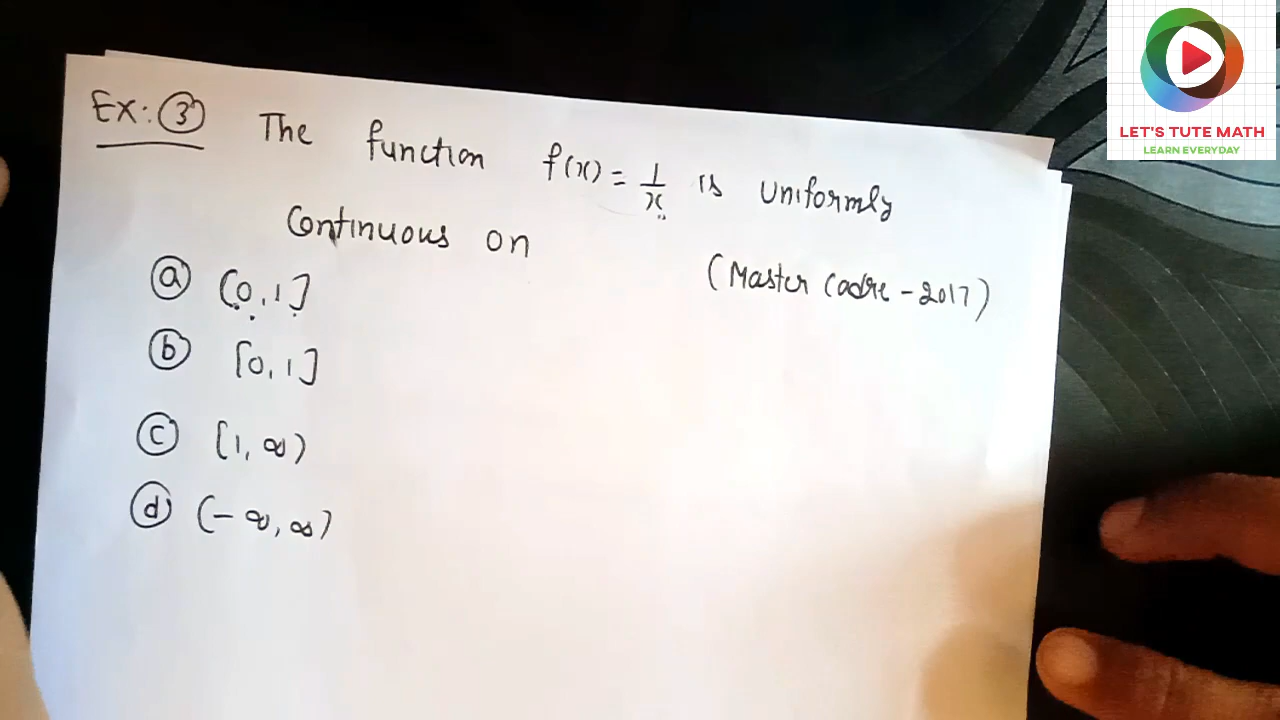 Ex: ③ The function f(x) = 1/x is uniformly
continuous on
(Master Cadre - 2017)
ⓐ (0, 1]
ⓑ [0, 1]
ⓒ [1, ∞)
ⓓ (- ∞, ∞)
LET'S TUTE MATH
LEARN EVERYDAY